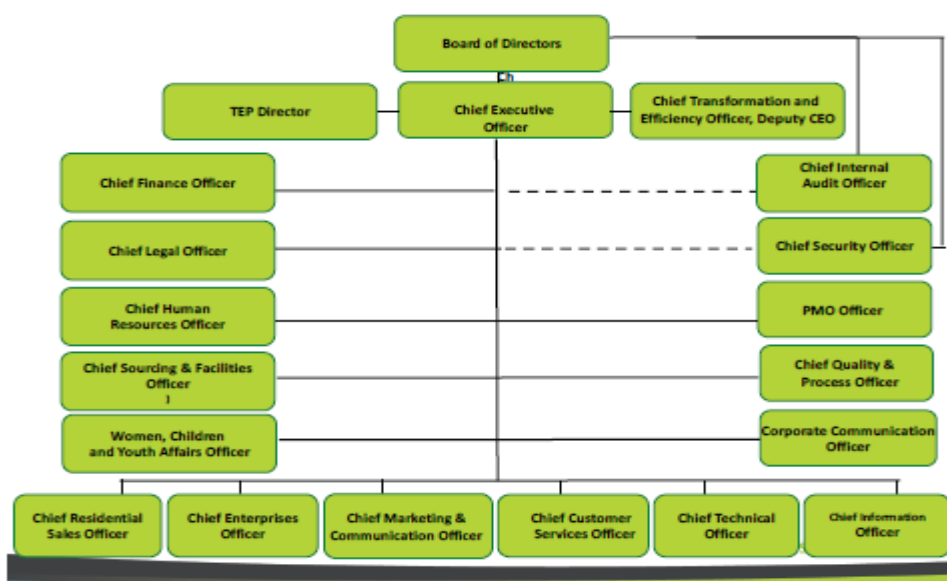 Board of Directors
Ch
TEP Director
Chief Executive
Officer
Chief Transformation and
Efficiency Officer, Deputy CEO
Chief Finance Officer
Chief Internal
Audit Officer
Chief Legal Officer
Chief Security Officer
Chief Human
Resources Officer
PMO Officer
Chief Sourcing & Facilities
Officer
)
Chief Quality &
Process Officer
Women, Children
and Youth Affairs Officer
Corporate Communication
Officer
Chief Residential
Sales Officer
Chief Enterprises
Officer
Chief Marketing &
Communication Officer
Chief Customer
Services Officer
Chief Technical
Officer
Chief Information
Officer